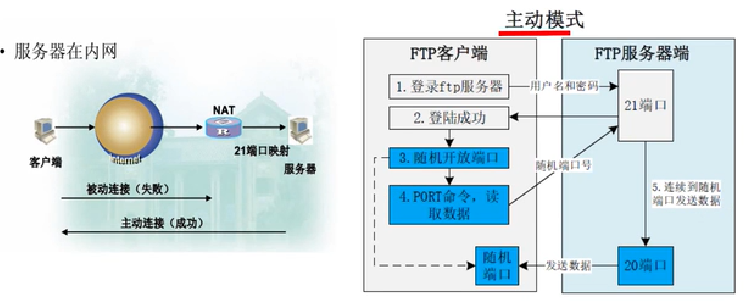 • 服务器在内网
NAT
Internet
R
客户端
21端口映射
服务器
被动连接（失败）
主动连接（成功）
主动模式
FTP客户端
FTP服务器端
1.登录ftp服务器
用户名和密码
21端口
2.登陆成功
3.随机开放端口
随机端口号
4.PORT命令，读
取数据
5.连续到随机
端口发送数据
随机
端口
发送数据
20端口